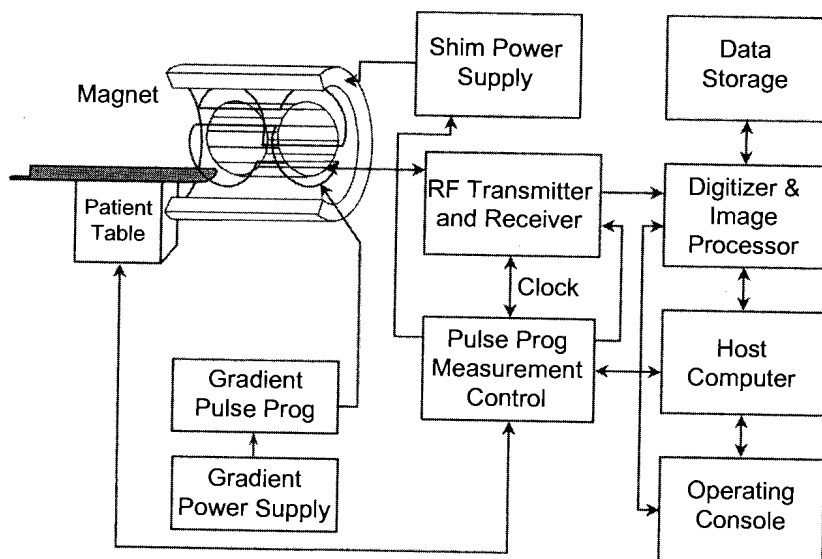 Magnet
Shim Power
Supply
Data
Storage
Patient
Table
RF Transmitter
and Receiver
Digitizer &
Image
Processor
Clock
Gradient
Pulse Prog
Pulse Prog
Measurement
Control
Host
Computer
Gradient
Power Supply
Operating
Console